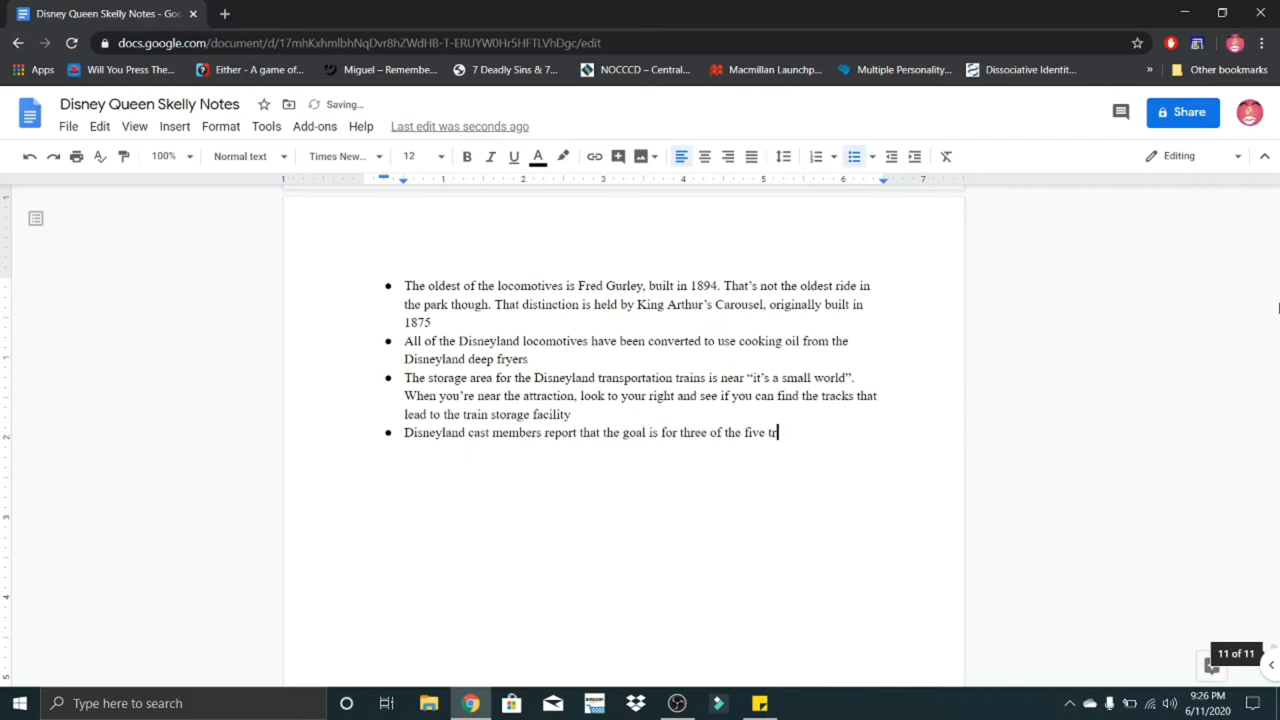 Disney Queen Skelly Notes - Goo
docs.google.com/document/d/17mhKxhmlbhNqDvr8hZWdHB-T-ERUYW0Hr5HFTLVhDgc/edit
Apps Will You Press The... Either - A game of... Miguel – Remembe... 7 Deadly Sins & 7... NOCCCD – Central... Macmillan Launchp... Multiple Personality... Dissociative Identit... » Other bookmarks
Disney Queen Skelly Notes Saving...
File Edit View Insert Format Tools Add-ons Help Last edit was seconds ago
Share
100% Normal text Times New... 12 B I U A Editing
1 1 2 3 4 5 6 7
The oldest of the locomotives is Fred Gurley, built in 1894. That’s not the oldest ride in
the park though. That distinction is held by King Arthur’s Carousel, originally built in
1875
All of the Disneyland locomotives have been converted to use cooking oil from the
Disneyland deep fryers
The storage area for the Disneyland transportation trains is near “it’s a small world”.
When you’re near the attraction, look to your right and see if you can find the tracks that
lead to the train storage facility
Disneyland cast members report that the goal is for three of the five tr
11 of 11
Type here to search
9:26 PM
6/11/2020